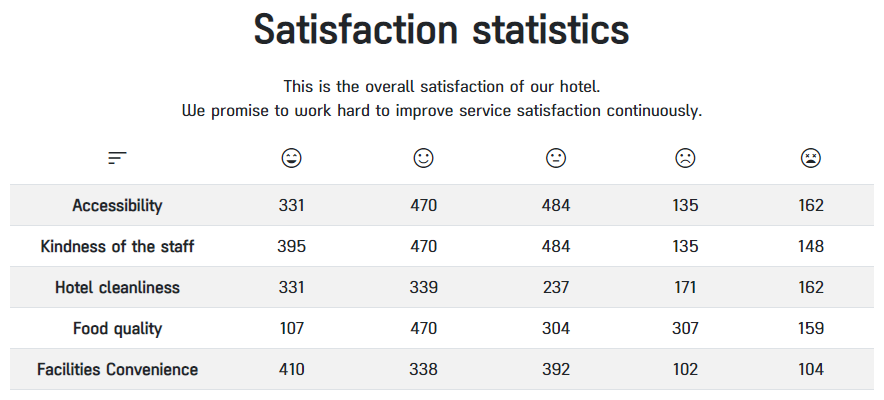 Satisfaction statistics
This is the overall satisfaction of our hotel.
We promise to work hard to improve service satisfaction continuously.
Accessibility 331 470 484 135 162
Kindness of the staff 395 470 484 135 148
Hotel cleanliness 331 339 237 171 162
Food quality 107 470 304 307 159
Facilities Convenience 410 338 392 102 104